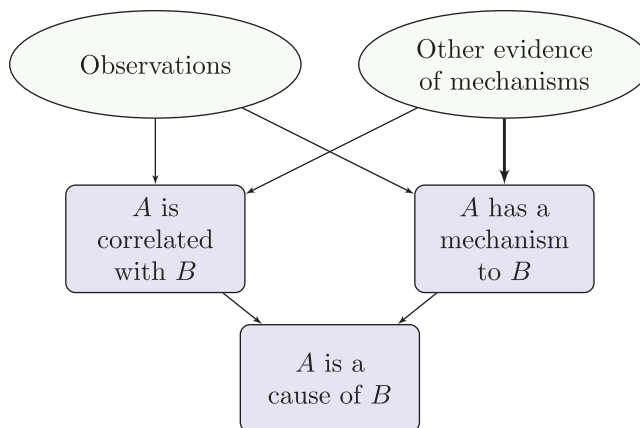 Observations
Other evidence
of mechanisms
A is
correlated
with B
A has a
mechanism
to B
A is a
cause of B